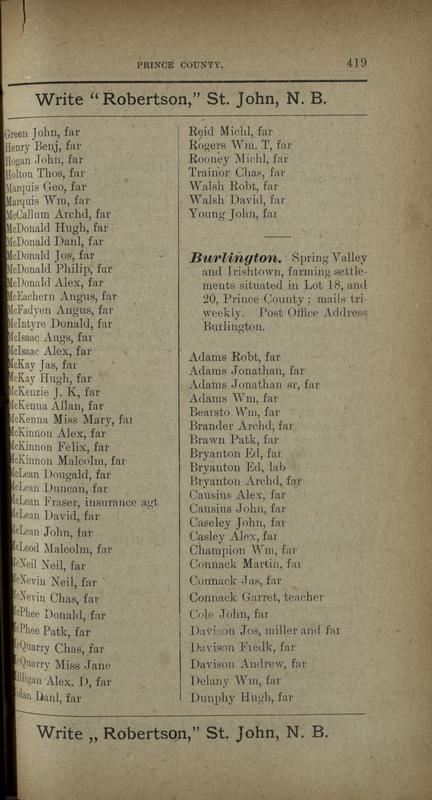 PRINCE COUNTY. 419
Write "Robertson," St. John, N. B.
Green John, far
Henry Benj, far
Hogan John, far
Holton Thos, far
Marquis Geo, far
Marquis Wm, far
McCallum Archd, far
McDonald Hugh, far
McDonald Danl, far
McDonald Jos, far
McDonald Philip, far
McDonald Alex, far
McEachern Angus, far
McFadyen Angus, far
McIntyre Donald, far
McIsaac Augs, far
McIsaac Alex, far
McKay Jas, far
McKay Hugh, far
McKenzie J. K, far
McKenna Allan, far
McKenna Miss Mary, far
McKinnon Alex, far
McKinnon Felix, far
McKinnon Malcolm, far
McLean Dougald, far
McLean Duncan, far
McLean Fraser, insurance agt
McLean David, far
McLean John, far
McLeod Malcolm, far
McNeil Neil, far
McNevin Neil, far
McNevin Chas, far
McPhee Donald, far
McPhee Patk, far
McQuarry Chas, far
McQuarry Miss Jane
Milligan Alex. D, far
Nolan Danl, far
Reid Michl, far
Rogers Wm. T, far
Rooney Michl, far
Trainor Chas, far
Walsh Robt, far
Walsh David, far
Young John, far
Burlington. Spring Valley
and Irishtown, farming settle-
ments situated in Lot 18, and
20, Prince County; mails tri-
weekly. Post Office Address
Burlington.
Adams Robt, far
Adams Jonathan, far
Adams Jonathan sr, far
Adams Wm, far
Bearsto Wm, far
Brander Archd, far
Brawn Patk, far
Bryanton Ed, far
Bryanton Ed, lab
Bryanton Archd, far
Causius Alex, far
Causius John, far
Caseley John, far
Casley Alex, far
Champion Wm, far
Connack Martin, far
Connack Jas, far
Connack Garret, teacher
Cole John, far
Davison Jos, miller and far
Davison Fredk, far
Davison Andrew, far
Delany Wm, far
Dunphy Hugh, far
Write „ Robertson," St. John, N. B.